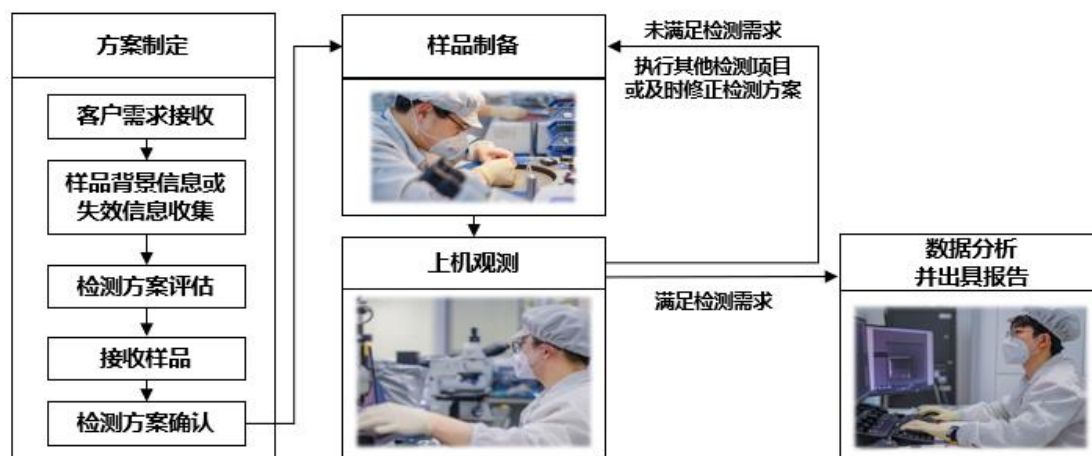 方案制定
客户需求接收
样品背景信息或
失效信息收集
检测方案评估
接收样品
检测方案确认
样品制备
上机观测
未满足检测需求
执行其他检测项目
或及时修正检测方案
满足检测需求
数据分析
并出具报告